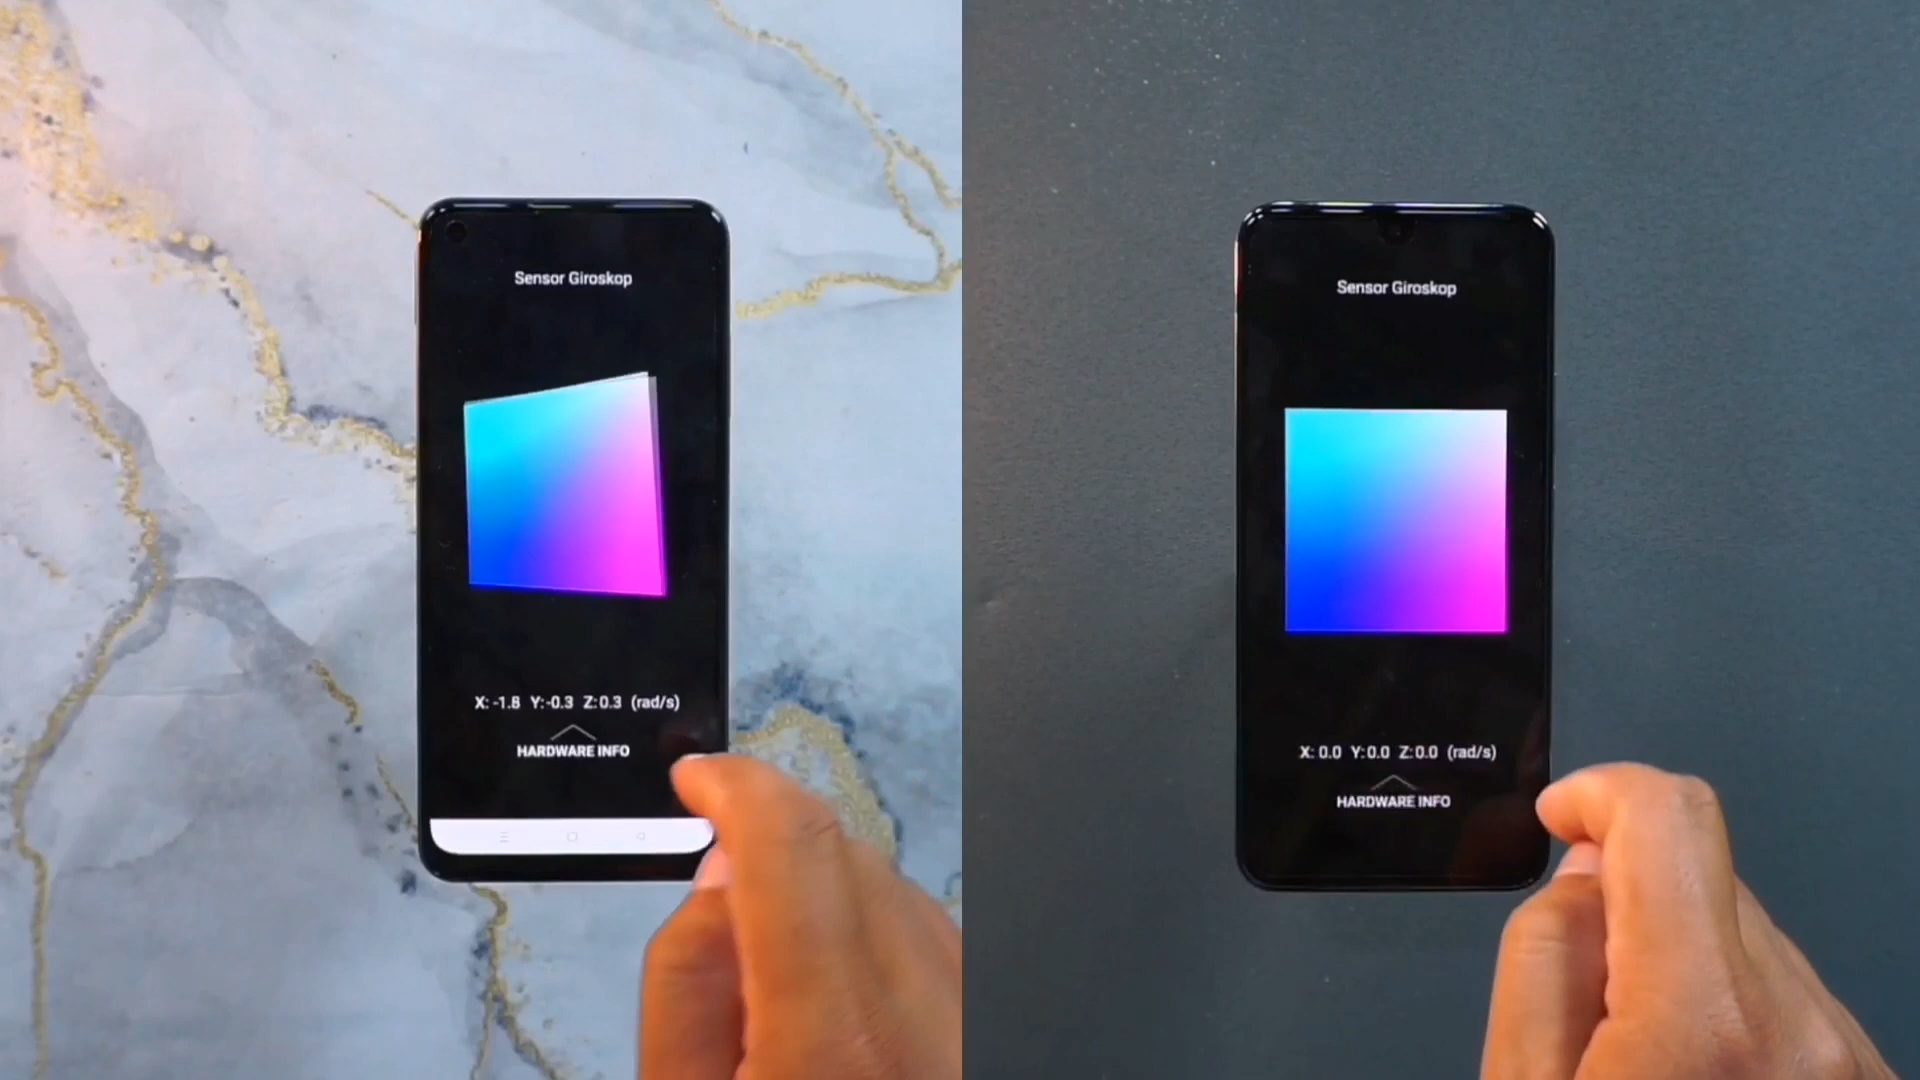 Sensor Giroskop
X: -1.8 Y:-0.3 Z:0.3 (rad/s)
HARDWARE INFO
Sensor Giroskop
X: 0.0 Y:0.0 Z:0.0 (rad/s)
HARDWARE INFO